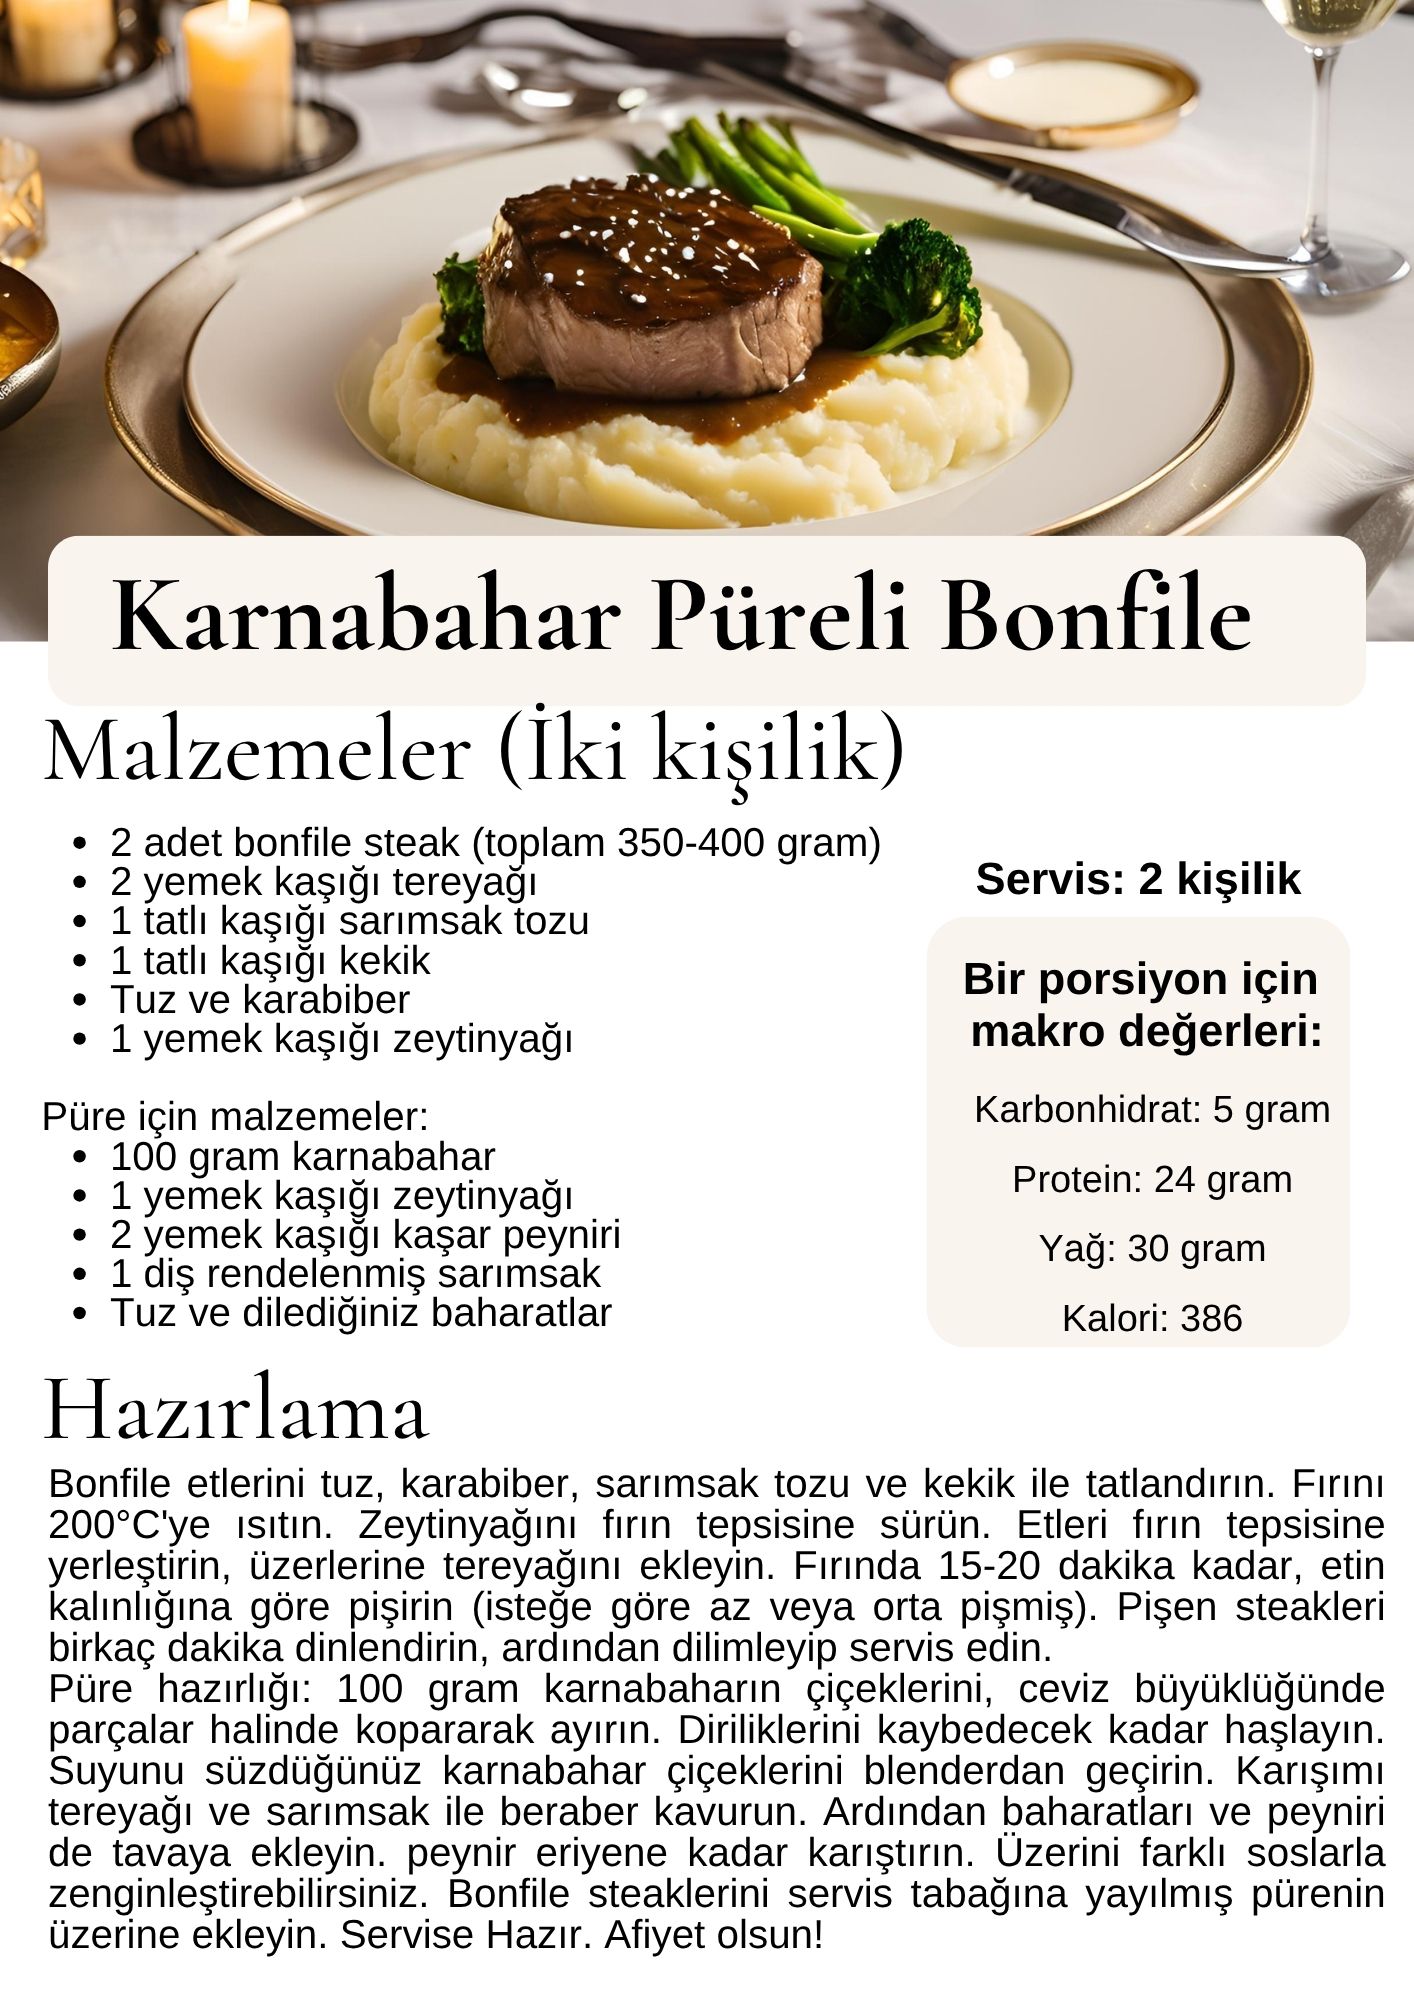 Karnabahar Püreli Bonfile
Malzemeler (İki kişilik)
• 2 adet bonfile steak (toplam 350-400 gram)
• 2 yemek kaşığı tereyağı
• 1 tatlı kaşığı sarımsak tozu
• 1 tatlı kaşığı kekik
• Tuz ve karabiber
• 1 yemek kaşığı zeytinyağı
Püre için malzemeler:
• 100 gram karnabahar
• 1 yemek kaşığı zeytinyağı
• 2 yemek kaşığı kaşar peyniri
• 1 diş rendelenmiş sarımsak
• Tuz ve dilediğiniz baharatlar
Servis: 2 kişilik
Bir porsiyon için
makro değerleri:
Karbonhidrat: 5 gram
Protein: 24 gram
Yağ: 30 gram
Kalori: 386
Hazırlama
Bonfile etlerini tuz, karabiber, sarımsak tozu ve kekik ile tatlandırın. Fırını
200°C'ye ısıtın. Zeytinyağını fırın tepsisine sürün. Etleri fırın tepsisine
yerleştirin, üzerlerine tereyağını ekleyin. Fırında 15-20 dakika kadar, etin
kalınlığına göre pişirin (isteğe göre az veya orta pişmiş). Pişen steakleri
birkaç dakika dinlendirin, ardından dilimleyip servis edin.
Püre hazırlığı: 100 gram karnabaharın çiçeklerini, ceviz büyüklüğünde
parçalar halinde kopararak ayırın. Diriliklerini kaybedecek kadar haşlayın.
Suyunu süzdüğünüz karnabahar çiçeklerini blenderdan geçirin. Karışımı
tereyağı ve sarımsak ile beraber kavurun. Ardından baharatları ve peyniri
de tavaya ekleyin. peynir eriyene kadar karıştırın. Üzerini farklı soslarla
zenginleştirebilirsiniz. Bonfile steaklerini servis tabağına yayılmış pürenin
üzerine ekleyin. Servise Hazır. Afiyet olsun!